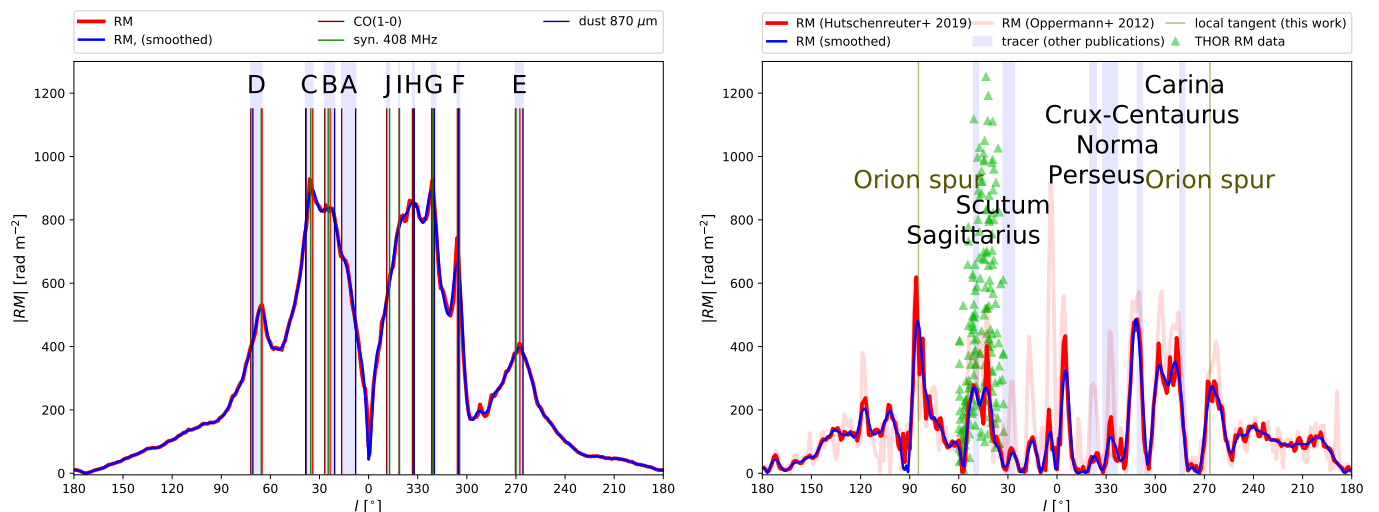 RM
RM, (smoothed)
CO(1-0)
syn. 408 MHz
dust 870 μm
D C B A J I H G F E
1200
1000
800
600
400
200
0
|RM| [rad m⁻²]
180 150 120 90 60 30 0 330 300 270 240 210 180
l [°]
RM (Hutschenreuter+ 2019)
RM (smoothed)
RM (Oppermann+ 2012)
tracer (other publications)
local tangent (this work)
THOR RM data
Carina
Crux-Centaurus
Norma
Perseus
Orion spur
Orion spur
Scutum
Sagittarius
1200
1000
800
600
400
200
0
|RM| [rad m⁻²]
180 150 120 90 60 30 0 330 300 270 240 210 180
l [°]